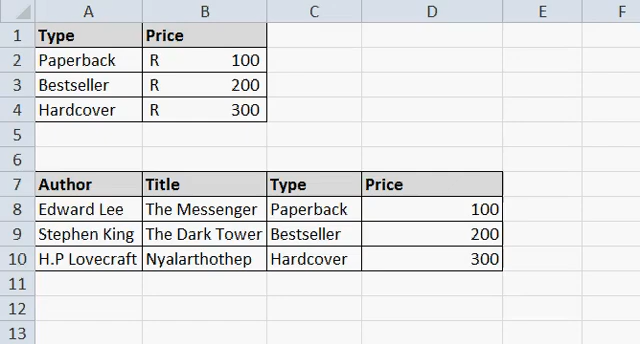 A B C D E F
1 Type Price
2 Paperback R 100
3 Bestseller R 200
4 Hardcover R 300
5
6
7 Author Title Type Price
8 Edward Lee The Messenger Paperback 100
9 Stephen King The Dark Tower Bestseller 200
10 H.P Lovecraft Nyalarthothep Hardcover 300
11
12
13